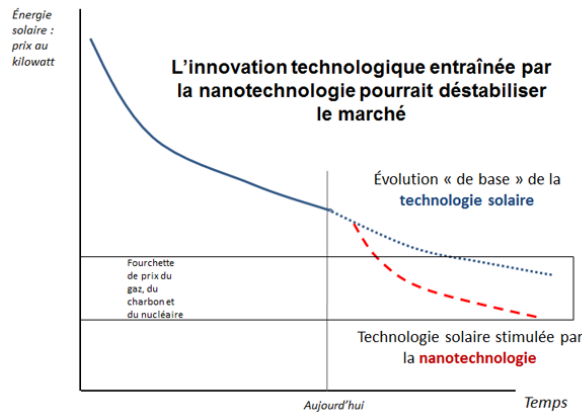 Énergie
solaire :
prix au
kilowatt
L’innovation technologique entraînée par
la nanotechnologie pourrait déstabiliser
le marché
Évolution « de base » de la
technologie solaire
Fourchette
de prix du
gaz, du
charbon et
du nucléaire
Technologie solaire stimulée par
la nanotechnologie
Aujourd’hui
Temps